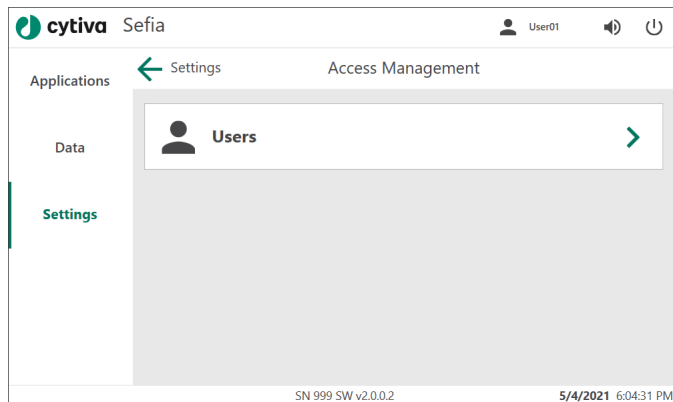 cytiva Sefia User01
Applications
Settings Access Management
Users
Data
Settings
SN 999 SW v2.0.0.2 5/4/2021 6:04:31 PM